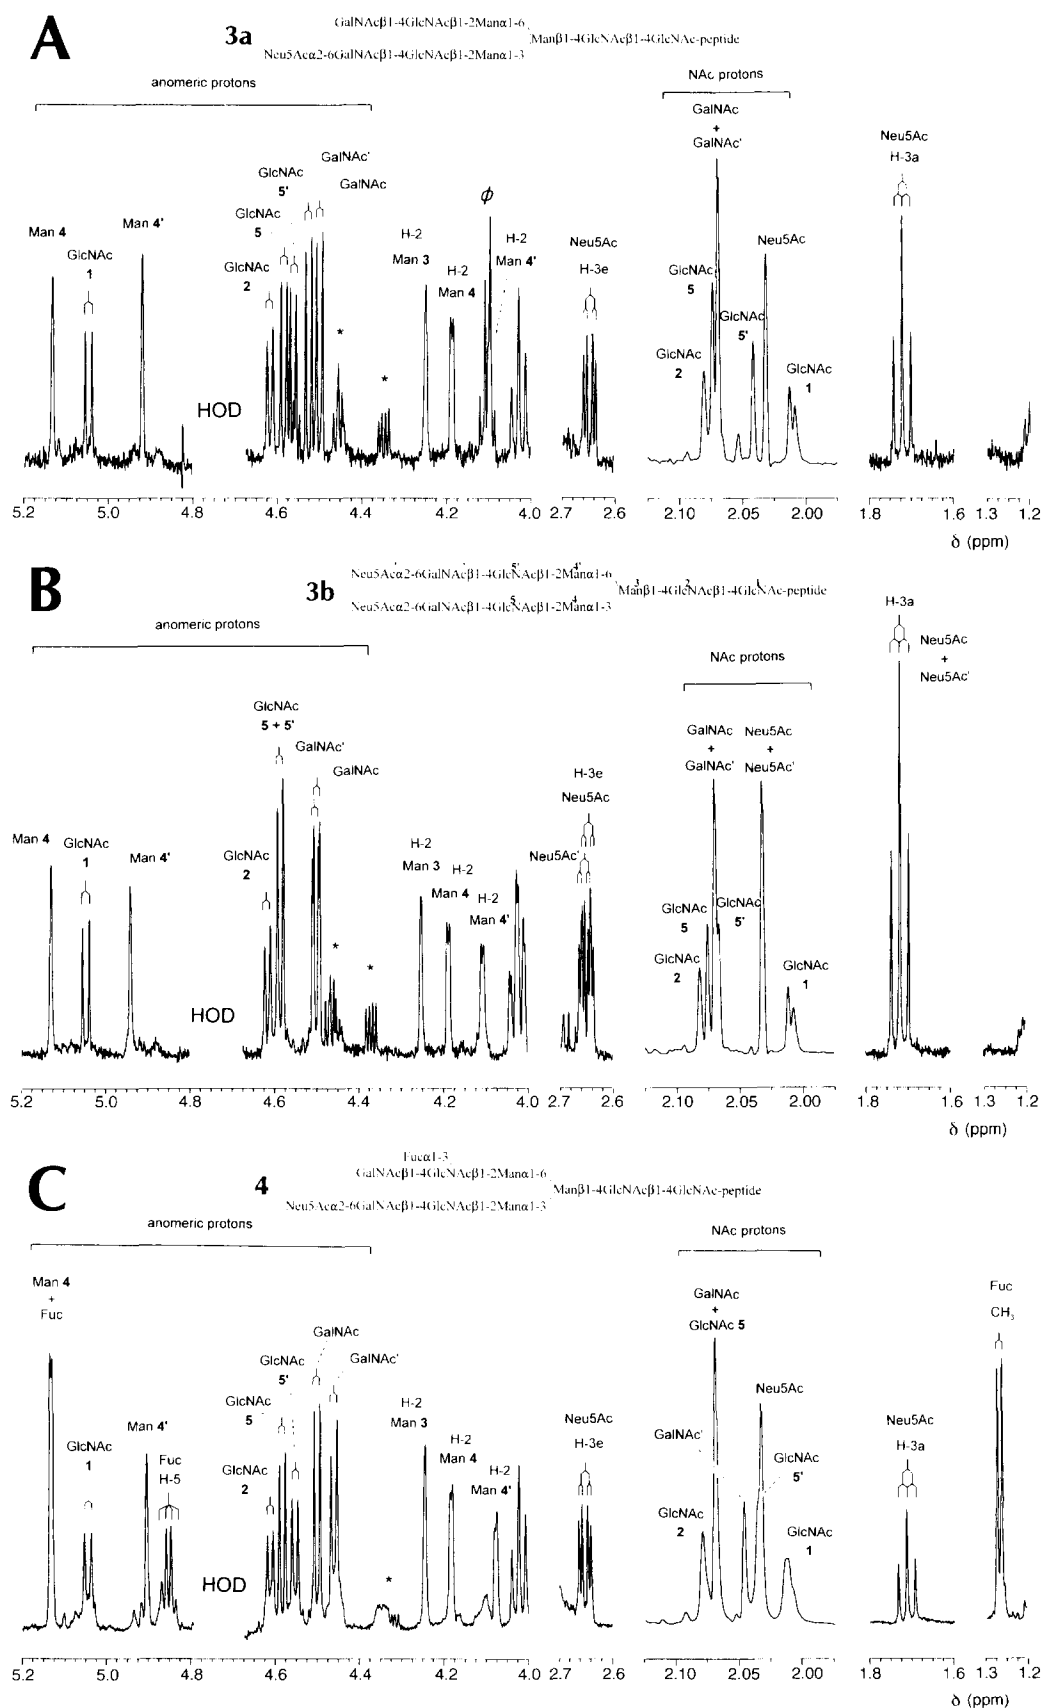 A
3a
GalNAcβ1-4GlcNAcβ1-2Manα1-6
Manβ1-4GlcNAcβ1-4GlcNAc-peptide
Neu5Acα2-6GalNAcβ1-4GlcNAcβ1-2Manα1-3
anomeric protons
NAc protons
GalNAc
+
GalNAc'
Neu5Ac
H-3a
GalNAc'
GlcNAc
5'
GalNAc
GlcNAc
5
GlcNAc
2
Man 4
GlcNAc
1
Man 4'
HOD
*
*
H-2
Man 3
H-2
Man 4
ϕ
H-2
Man 4'
Neu5Ac
H-3e
Neu5Ac
GlcNAc
5
GlcNAc
5'
GlcNAc
2
GlcNAc
1
5.2 5.0 4.8 4.6 4.4 4.2 4.0 2.7 2.6 2.10 2.05 2.00 1.8 1.6 1.3 1.2
δ (ppm)
B
3b
' ' 5' 4'
Neu5Acα2-6GalNAcβ1-4GlcNAcβ1-2Manα1-6
3 2 1
Manβ1-4GlcNAcβ1-4GlcNAc-peptide
5 4
Neu5Acα2-6GalNAcβ1-4GlcNAcβ1-2Manα1-3
anomeric protons
NAc protons
H-3a
Neu5Ac
+
Neu5Ac'
GlcNAc
5 + 5'
GalNAc'
GalNAc
GalNAc
+
GalNAc'
Neu5Ac
+
Neu5Ac'
H-3e
Neu5Ac
Neu5Ac'
Man 4
GlcNAc
1
Man 4'
GlcNAc
2
HOD
*
*
H-2
Man 3
H-2
Man 4
H-2
Man 4'
GlcNAc
5
GlcNAc
5'
GlcNAc
2
GlcNAc
1
5.2 5.0 4.8 4.6 4.4 4.2 4.0 2.7 2.6 2.10 2.05 2.00 1.8 1.6 1.3 1.2
δ (ppm)
C
4
Fucα1-3
GalNAcβ1-4GlcNAcβ1-2Manα1-6
Manβ1-4GlcNAcβ1-4GlcNAc-peptide
Neu5Acα2-6GalNAcβ1-4GlcNAcβ1-2Manα1-3
anomeric protons
NAc protons
Man 4
+
Fuc
GalNAc
+
GlcNAc 5
Fuc
CH3
GalNAc
GalNAc'
GlcNAc
5'
GlcNAc
5
GlcNAc
2
GlcNAc
1
Man 4'
Fuc
H-5
HOD
*
H-2
Man 3
H-2
Man 4
H-2
Man 4'
Neu5Ac
H-3e
Neu5Ac
GalNAc'
GlcNAc
5'
GlcNAc
2
GlcNAc
1
Neu5Ac
H-3a
5.2 5.0 4.8 4.6 4.4 4.2 4.0 2.7 2.6 2.10 2.05 2.00 1.8 1.6 1.3 1.2
δ (ppm)